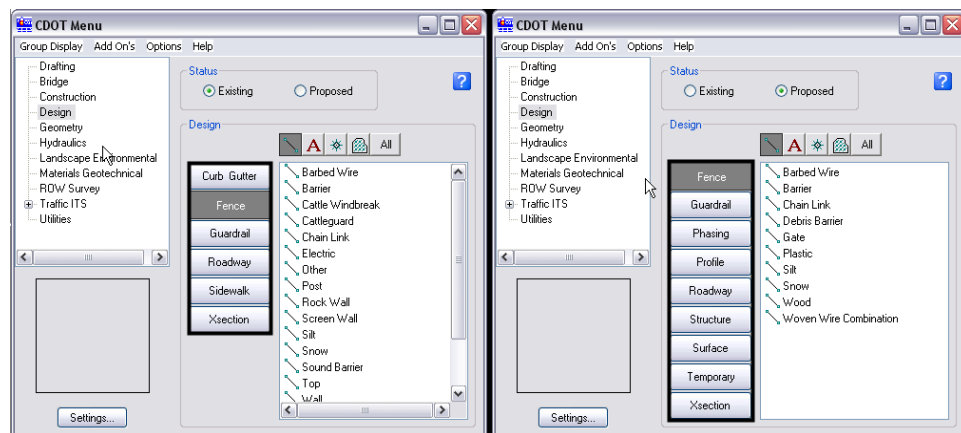 CDOT Menu
Group Display Add On's Options Help
Drafting
Bridge
Construction
Design
Geometry
Hydraulics
Landscape Environmental
Materials Geotechnical
ROW Survey
Traffic ITS
Utilities
Settings...
Status
Existing Proposed
?
Design
A All
Curb Gutter
Fence
Guardrail
Roadway
Sidewalk
Xsection
Barbed Wire
Barrier
Cattle Windbreak
Cattleguard
Chain Link
Electric
Other
Post
Rock Wall
Screen Wall
Silt
Snow
Sound Barrier
Top
Wall
CDOT Menu
Group Display Add On's Options Help
Drafting
Bridge
Construction
Design
Geometry
Hydraulics
Landscape Environmental
Materials Geotechnical
ROW Survey
Traffic ITS
Utilities
Settings...
Status
Existing Proposed
?
Design
A All
Fence
Guardrail
Phasing
Profile
Roadway
Structure
Surface
Temporary
Xsection
Barbed Wire
Barrier
Chain Link
Debris Barrier
Gate
Plastic
Silt
Snow
Wood
Woven Wire Combination